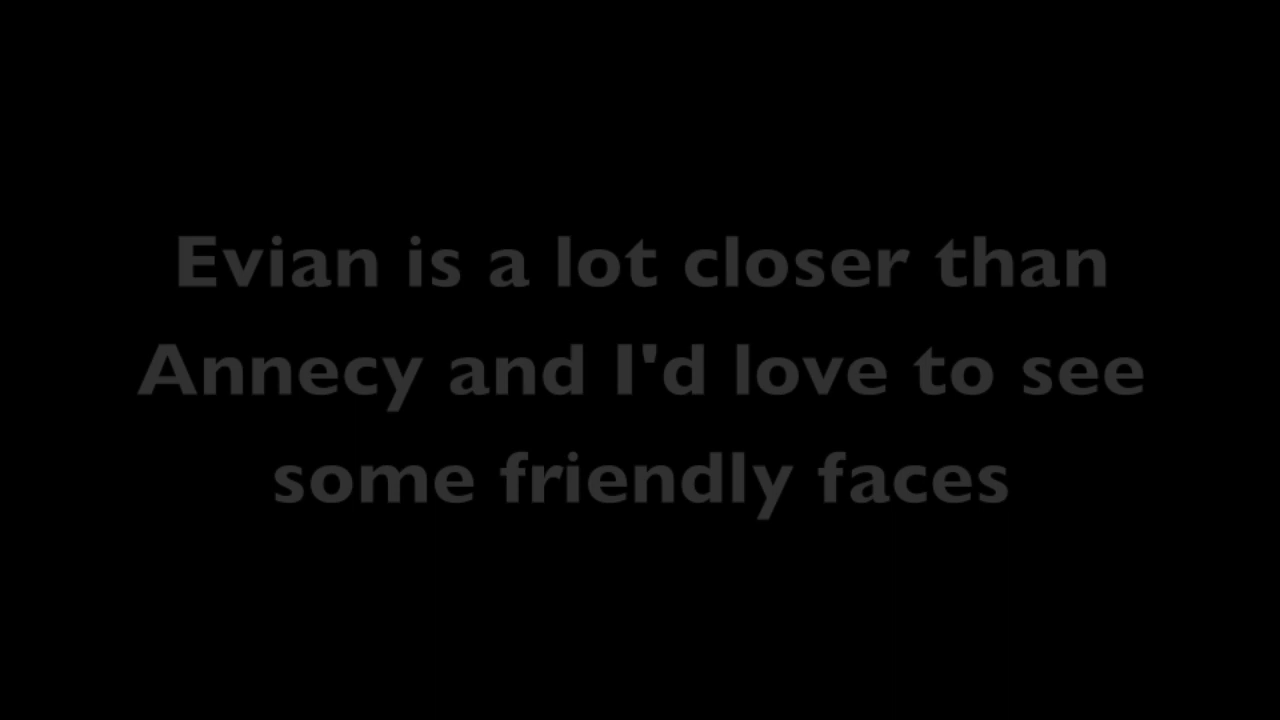 Evian is a lot closer than
Annecy and I'd love to see
some friendly faces